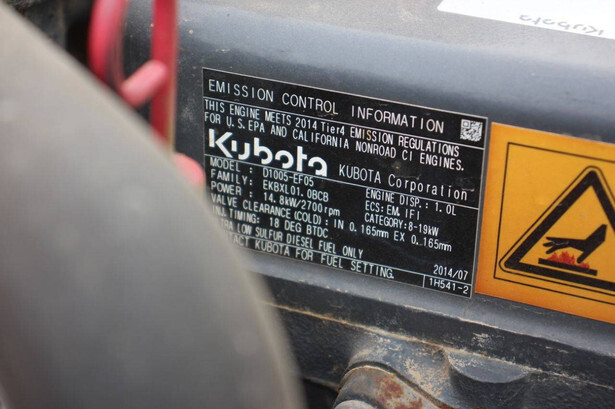 Kubota
EMISSION CONTROL INFORMATION
THIS ENGINE MEETS 2014 Tier4 EMISSION REGULATIONS
FOR U.S. EPA AND CALIFORNIA NONROAD CI ENGINES.
Kubota KUBOTA Corporation
MODEL : D1005-EF05 ENGINE DISP.: 1.0L
FAMILY: EKBXL01.0BCB ECS: EM, IFI
POWER : 14.8kW/2700rpm CATEGORY: 8-19kW
VALVE CLEARANCE (COLD): IN 0.165mm EX 0.165mm
INJ. TIMING: 18 DEG BTDC
LOW SULFUR DIESEL FUEL ONLY
KUBOTA FOR FUEL SETTING. 2014/07
1H541-2